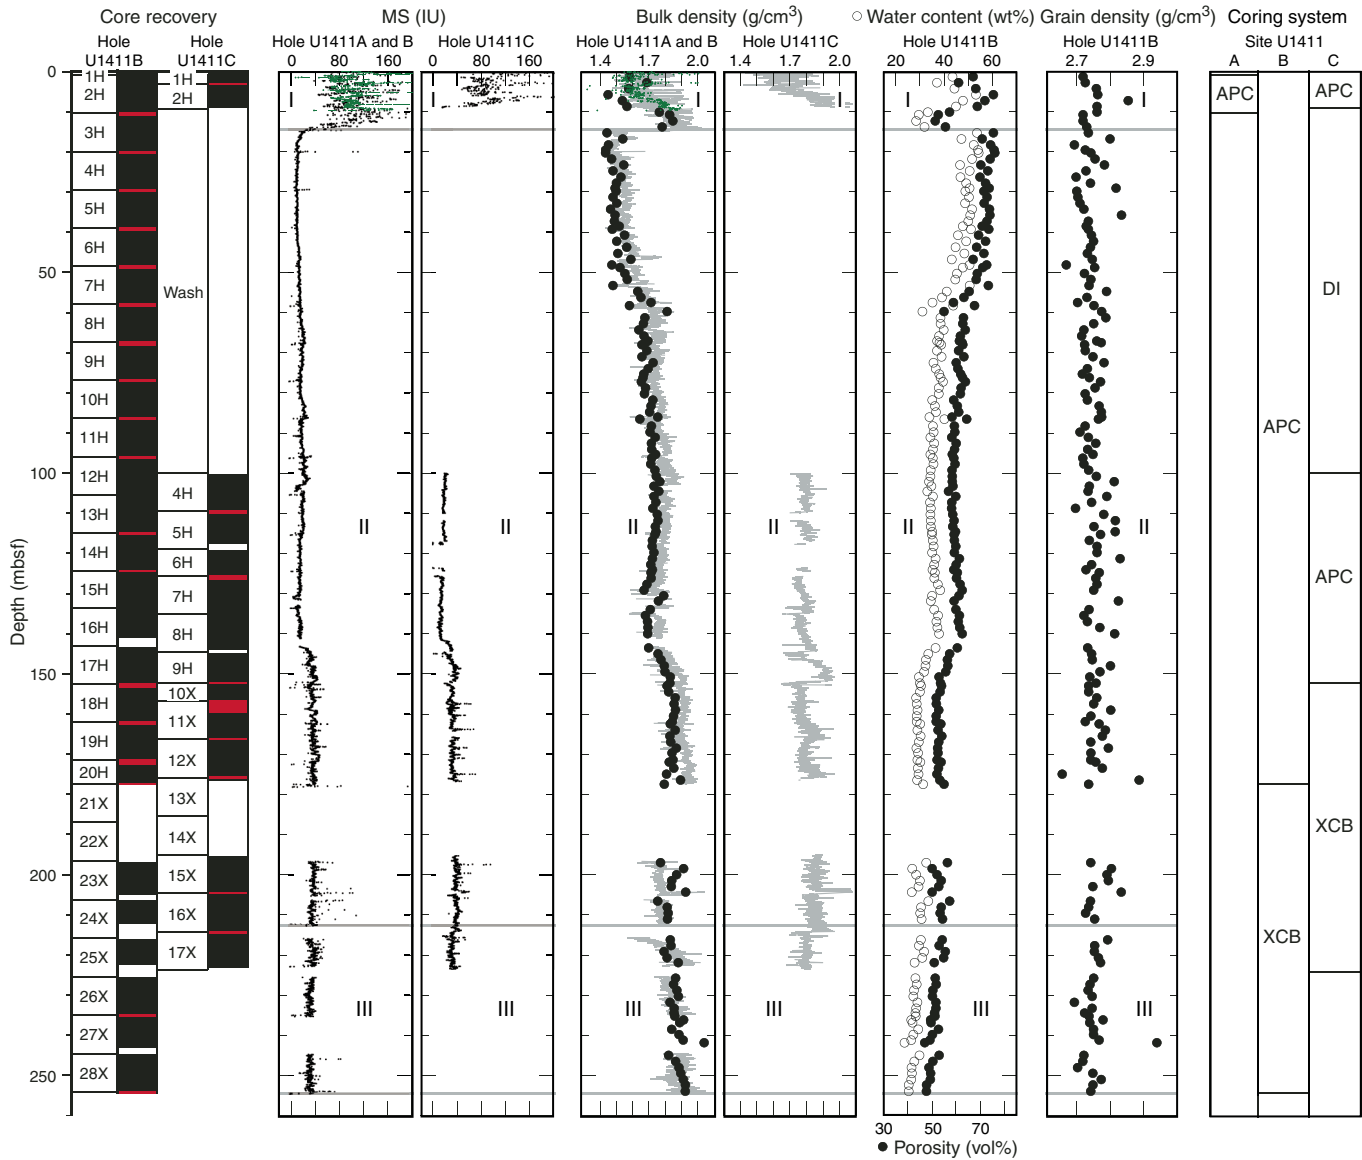 Core recovery
MS (IU)
Bulk density (g/cm3)
Water content (wt%)
Grain density (g/cm3)
Coring system
Hole U1411B
Hole U1411C
Hole U1411A and B
Hole U1411C
Hole U1411A and B
Hole U1411C
Hole U1411B
Hole U1411B
Site U1411
0 80 160
0 80 160
1.4 1.7 2.0
1.4 1.7 2.0
20 40 60
2.7 2.9
A B C
Depth (mbsf)
0
50
100
150
200
250
1H
2H
3H
4H
5H
6H
7H
8H
9H
10H
11H
12H
13H
14H
15H
16H
17H
18H
19H
20H
21X
22X
23X
24X
25X
26X
27X
28X
1H
2H
Wash
4H
5H
6H
7H
8H
9H
10X
11X
12X
13X
14X
15X
16X
17X
I I I I I
II II II II II II
III III III III III III
APC
APC
XCB
APC
DI
APC
XCB
30 50 70
Porosity (vol%)